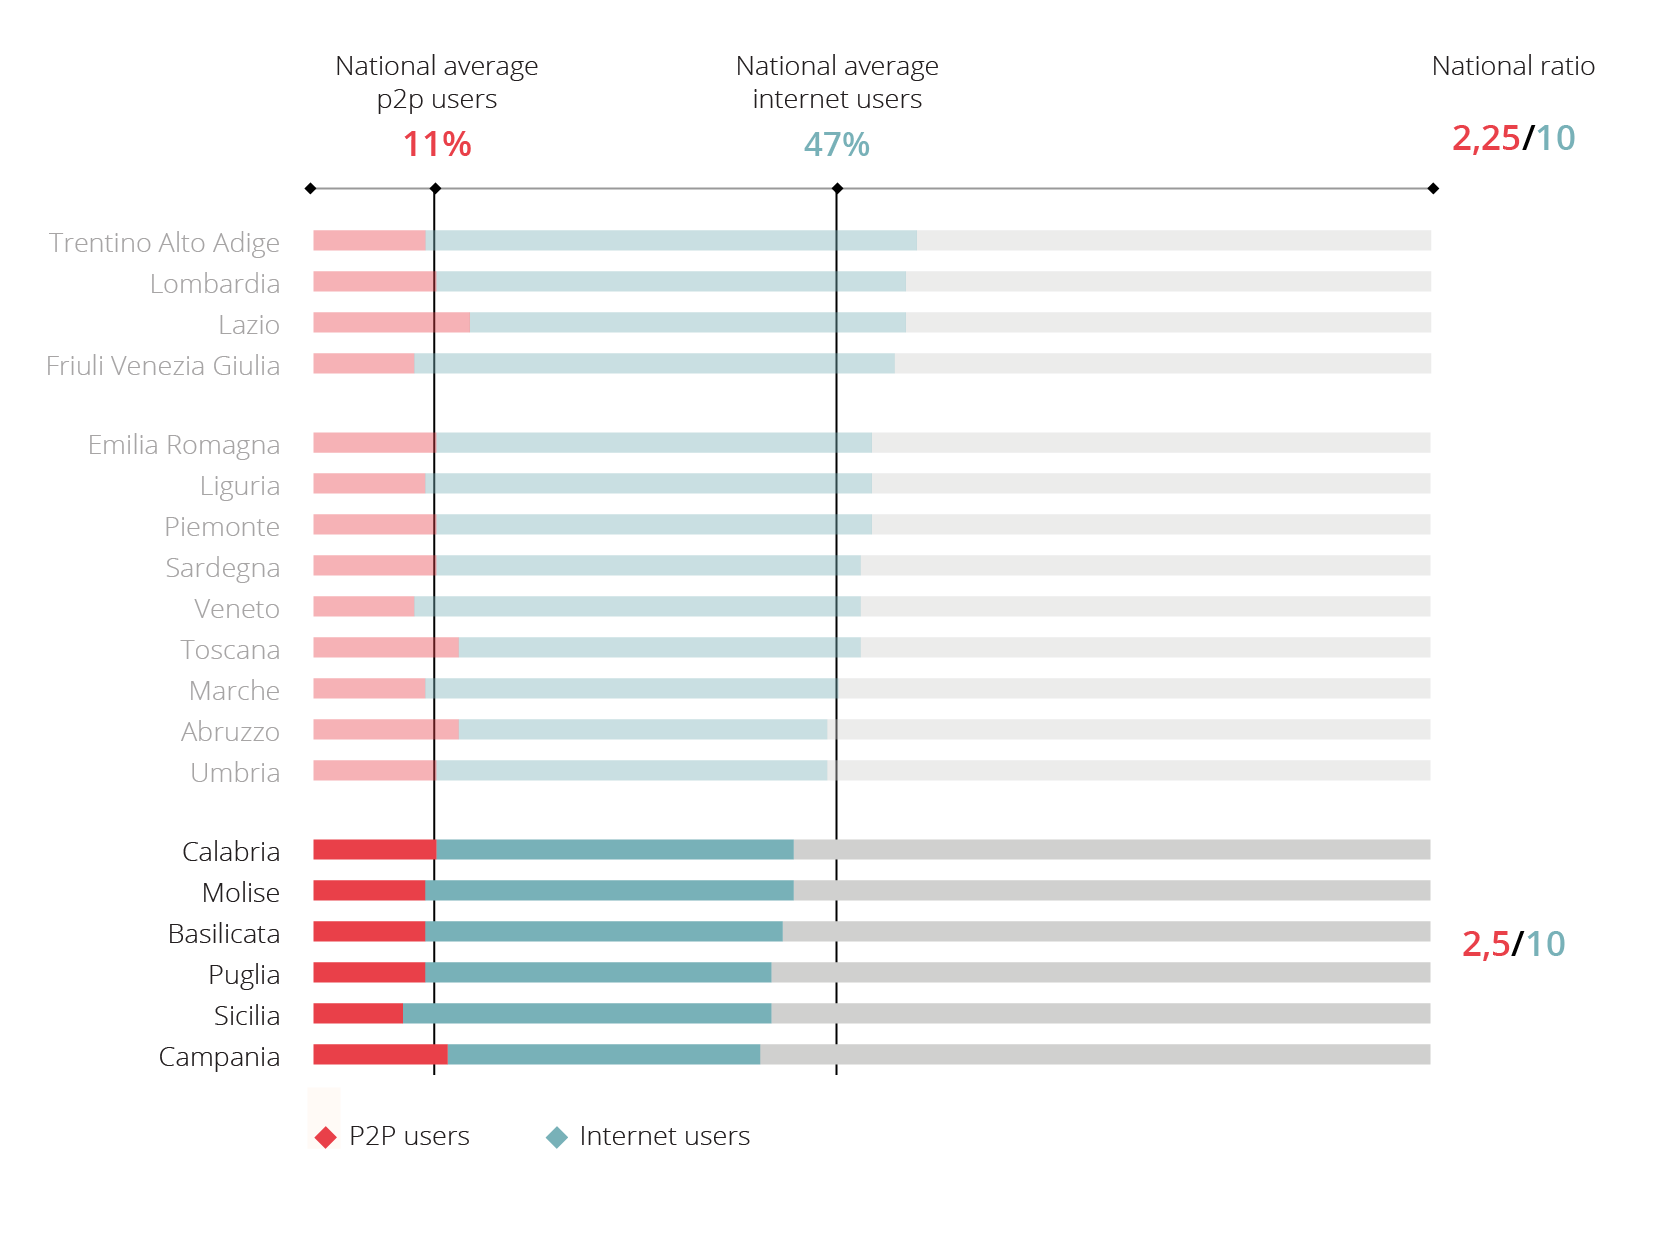 National average
p2p users
11%
National average
internet users
47%
National ratio
2,25/10
Trentino Alto Adige
Lombardia
Lazio
Friuli Venezia Giulia
Emilia Romagna
Liguria
Piemonte
Sardegna
Veneto
Toscana
Marche
Abruzzo
Umbria
Calabria
Molise
Basilicata
Puglia
Sicilia
Campania
2,5/10
P2P users
Internet users